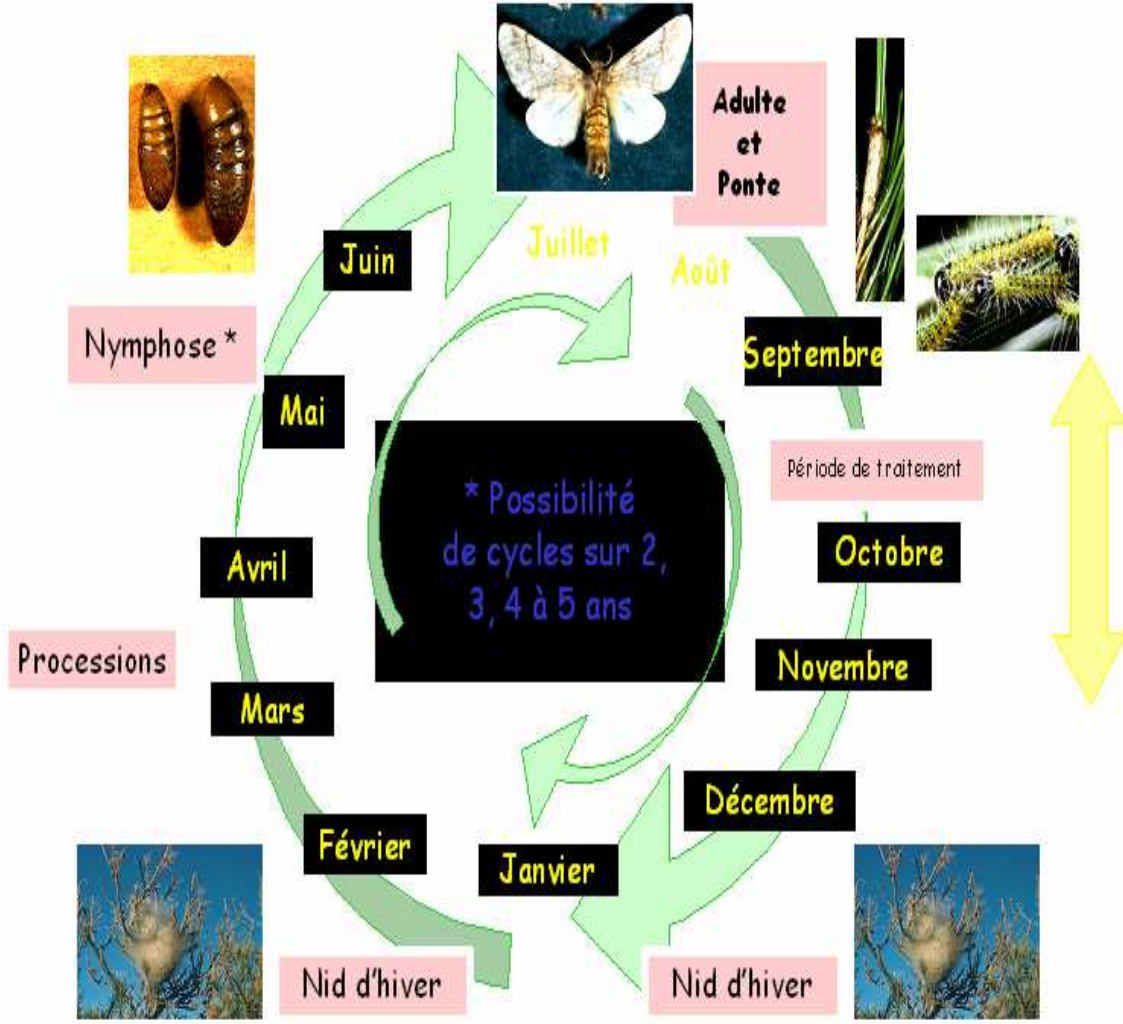 Adulte
et
Ponte
Juillet
Août
Juin
Septembre
Nymphose *
Mai
Période de traitement
* Possibilité
de cycles sur 2,
3, 4 à 5 ans
Avril
Octobre
Processions
Novembre
Mars
Décembre
Février
Janvier
Nid d'hiver
Nid d'hiver